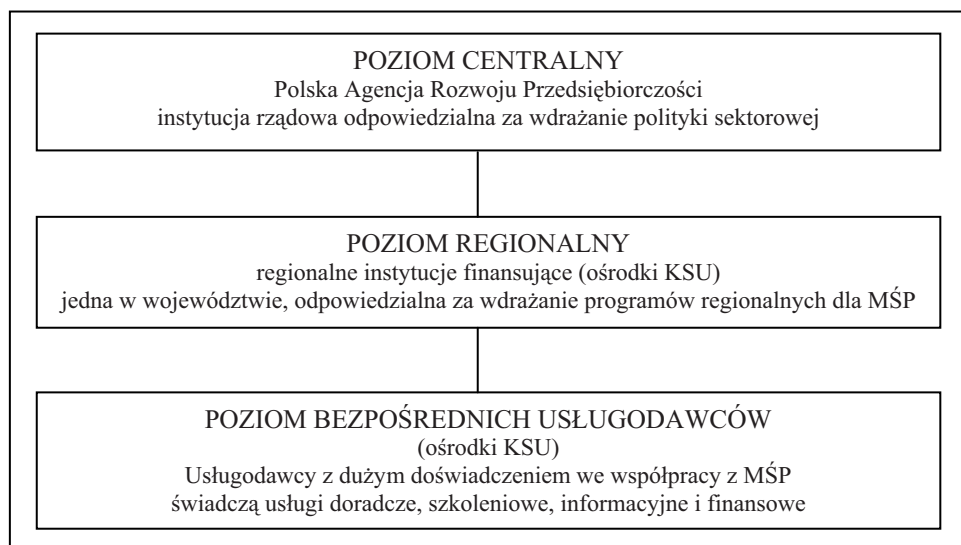 POZIOM CENTRALNY
Polska Agencja Rozwoju Przedsiębiorczości
instytucja rządowa odpowiedzialna za wdrażanie polityki sektorowej
POZIOM REGIONALNY
regionalne instytucje finansujące (ośrodki KSU)
jedna w województwie, odpowiedzialna za wdrażanie programów regionalnych dla MŚP
POZIOM BEZPOŚREDNICH USŁUGODAWCÓW
(ośrodki KSU)
Usługodawcy z dużym doświadczeniem we współpracy z MŚP
świadczą usługi doradcze, szkoleniowe, informacyjne i finansowe